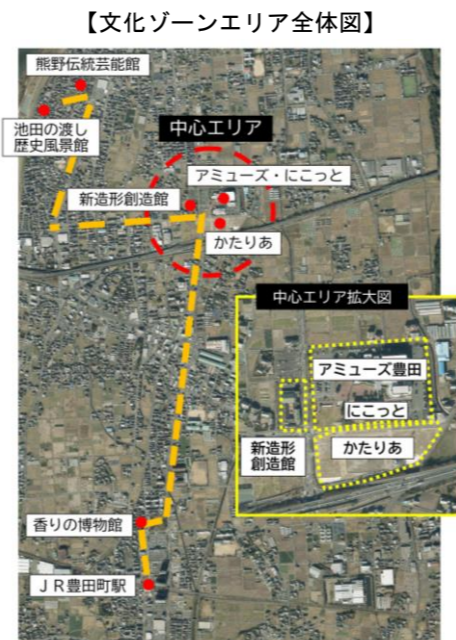 【文化ゾーンエリア全体図】
熊野伝統芸能館
池田の渡し
歴史風景館
中心エリア
アミューズ・にこっと
新造形創造館
かたりあ
中心エリア拡大図
アミューズ豊田
にこっと
新造形
創造館
かたりあ
香りの博物館
ＪＲ豊田町駅